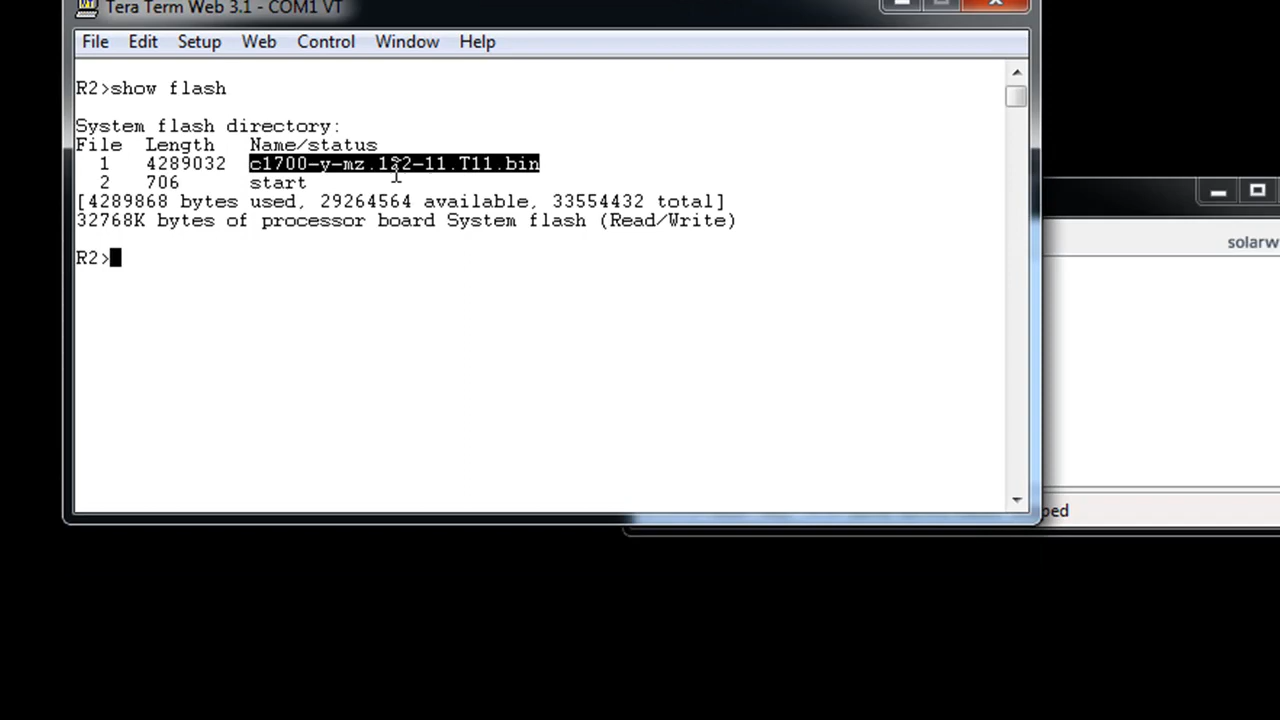 Tera Term Web 3.1 - COM1 VT
File Edit Setup Web Control Window Help
R2>show flash
System flash directory:
File Length Name/status
1 4289032 c1700-y-mz.122-11.T11.bin
2 706 start
[4289868 bytes used, 29264564 available, 33554432 total]
32768K bytes of processor board System flash (Read/Write)
R2>
solarw
ped